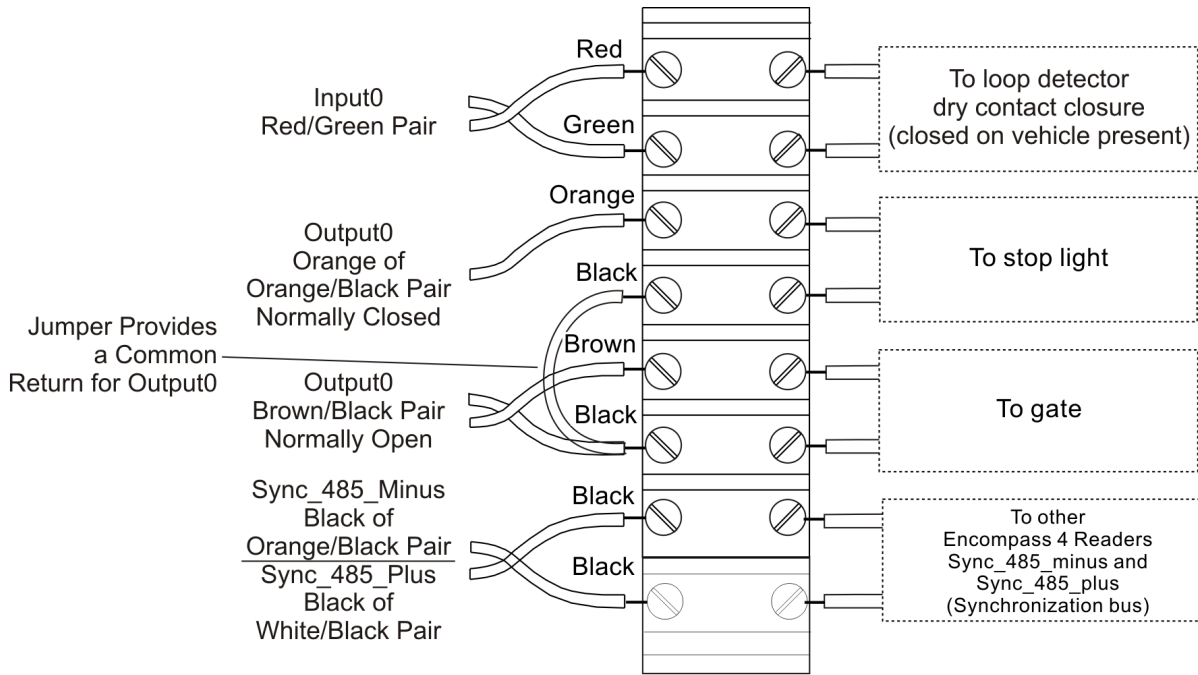 Red
Input0
Red/Green Pair
Green
To loop detector
dry contact closure
(closed on vehicle present)
Orange
Output0
Orange of
Orange/Black Pair
Normally Closed
Black
To stop light
Jumper Provides
a Common
Return for Output0
Brown
Output0
Brown/Black Pair
Normally Open
Black
To gate
Sync_485_Minus
Black of
Orange/Black Pair
Sync_485_Plus
Black of
White/Black Pair
Black
Black
To other
Encompass 4 Readers
Sync_485_minus and
Sync_485_plus
(Synchronization bus)